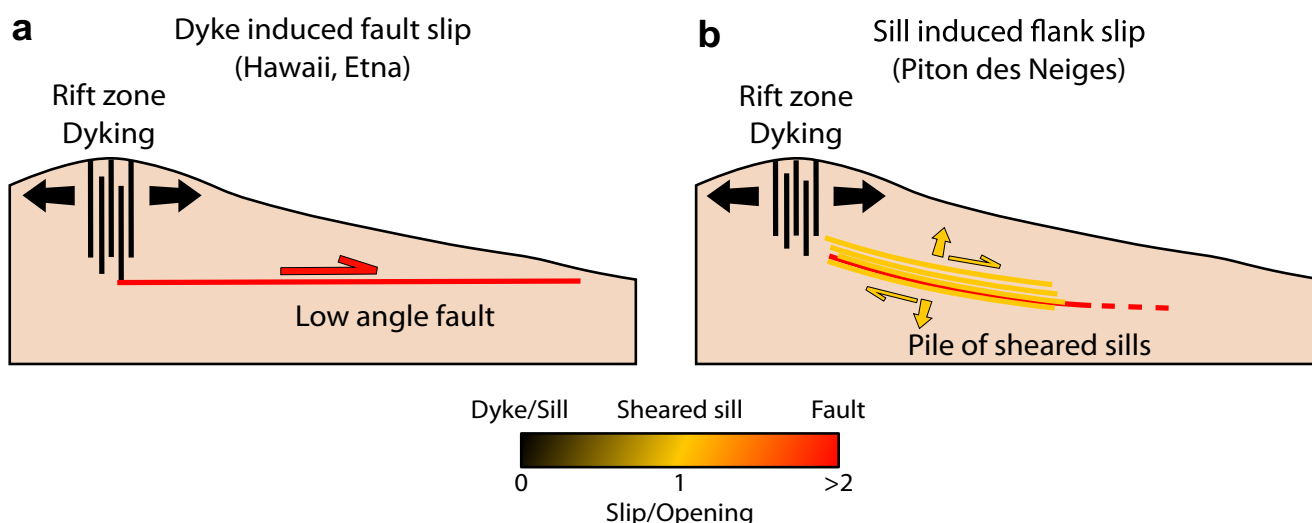 a
Dyke induced fault slip
(Hawaii, Etna)
Rift zone
Dyking
Low angle fault
b
Sill induced flank slip
(Piton des Neiges)
Rift zone
Dyking
Pile of sheared sills
Dyke/Sill Sheared sill Fault
0 1 >2
Slip/Opening